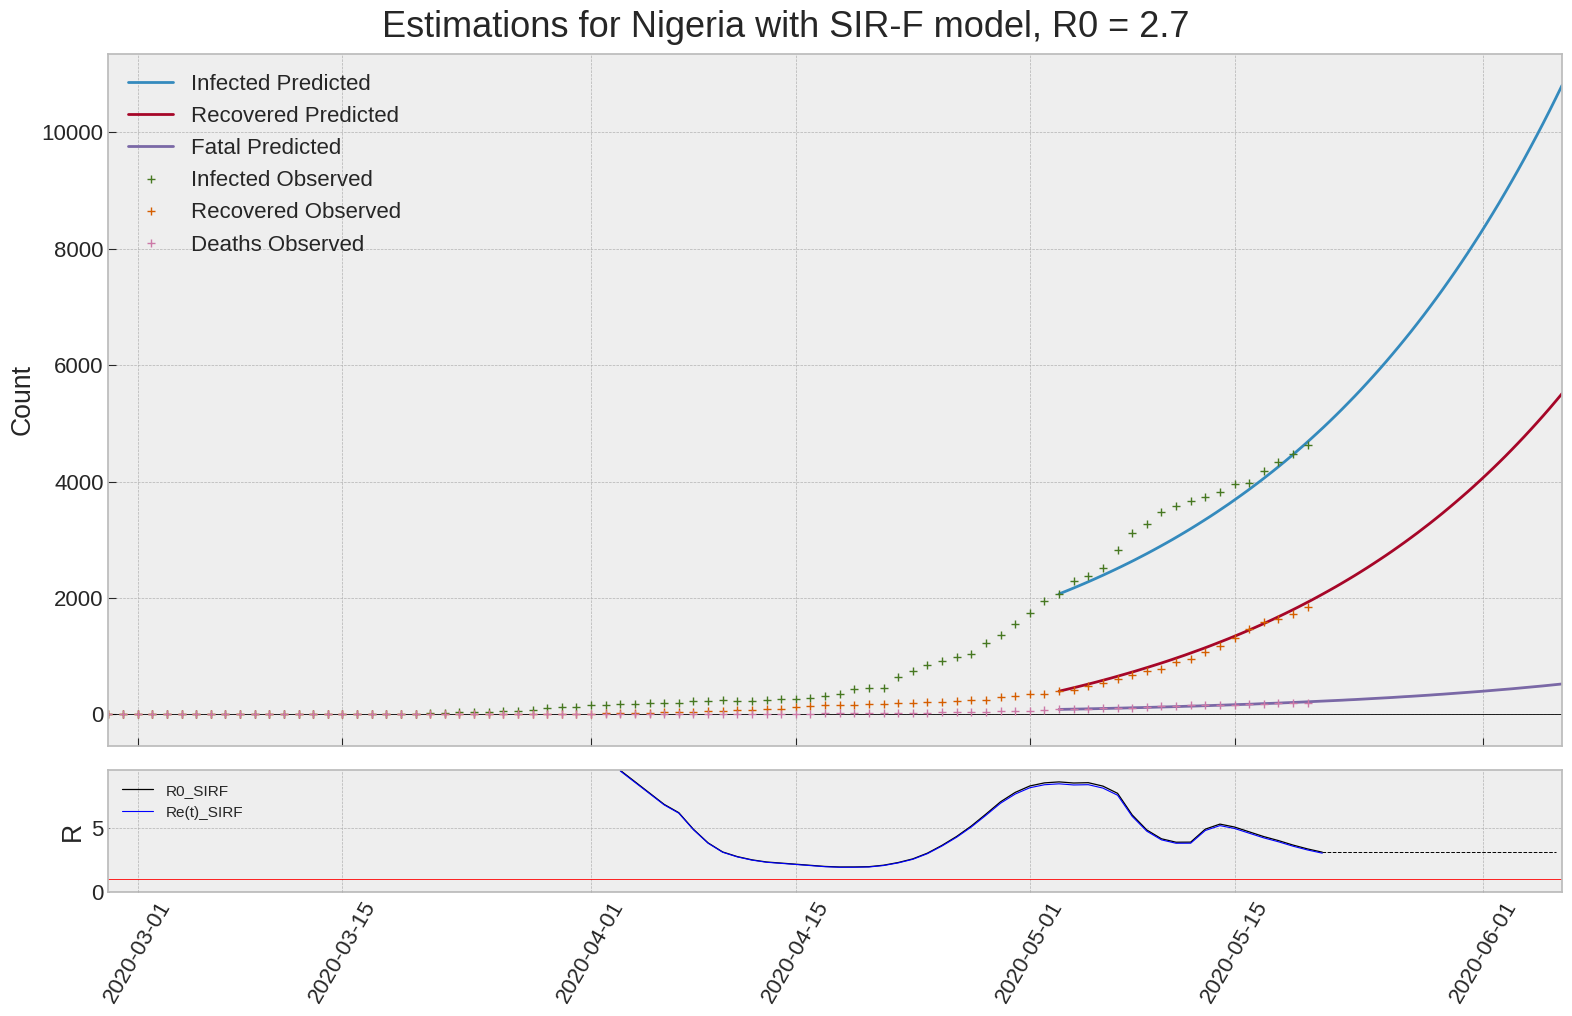 Estimations for Nigeria with SIR-F model, R0 = 2.7
Infected Predicted
Recovered Predicted
Fatal Predicted
Infected Observed
Recovered Observed
Deaths Observed
10000
8000
6000
4000
2000
0
Count
R0_SIRF
Re(t)_SIRF
5
0
R
2020-03-01
2020-03-15
2020-04-01
2020-04-15
2020-05-01
2020-05-15
2020-06-01